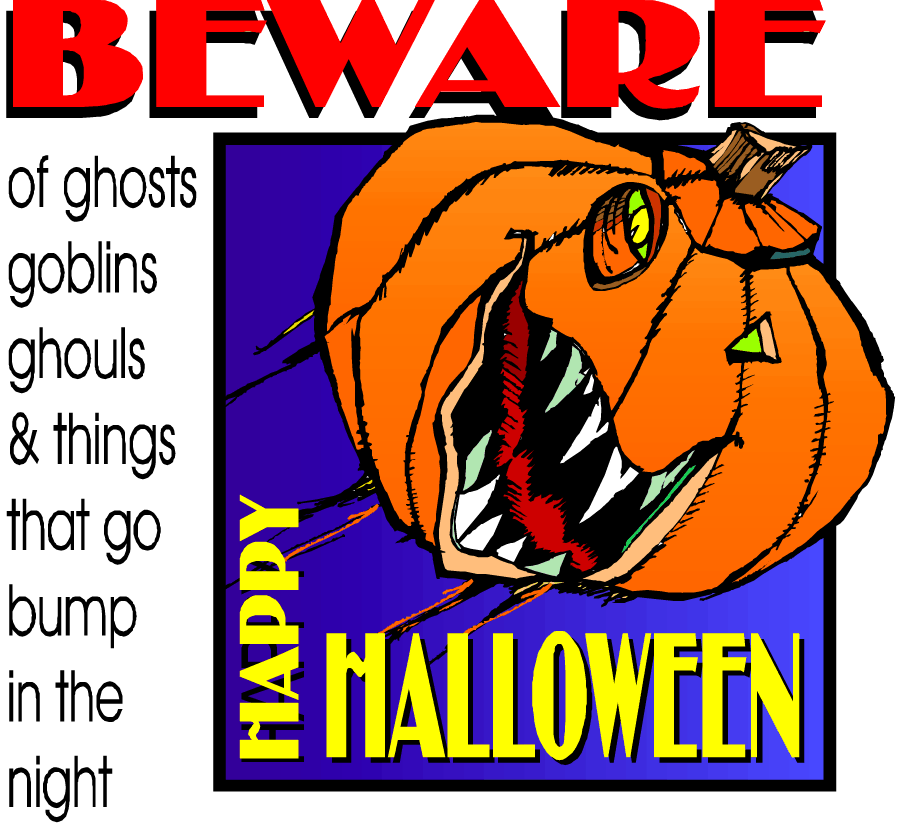 BEWARE
of ghosts
goblins
ghouls
& things
that go
bump
in the
night
HAPPY
HALLOWEEN